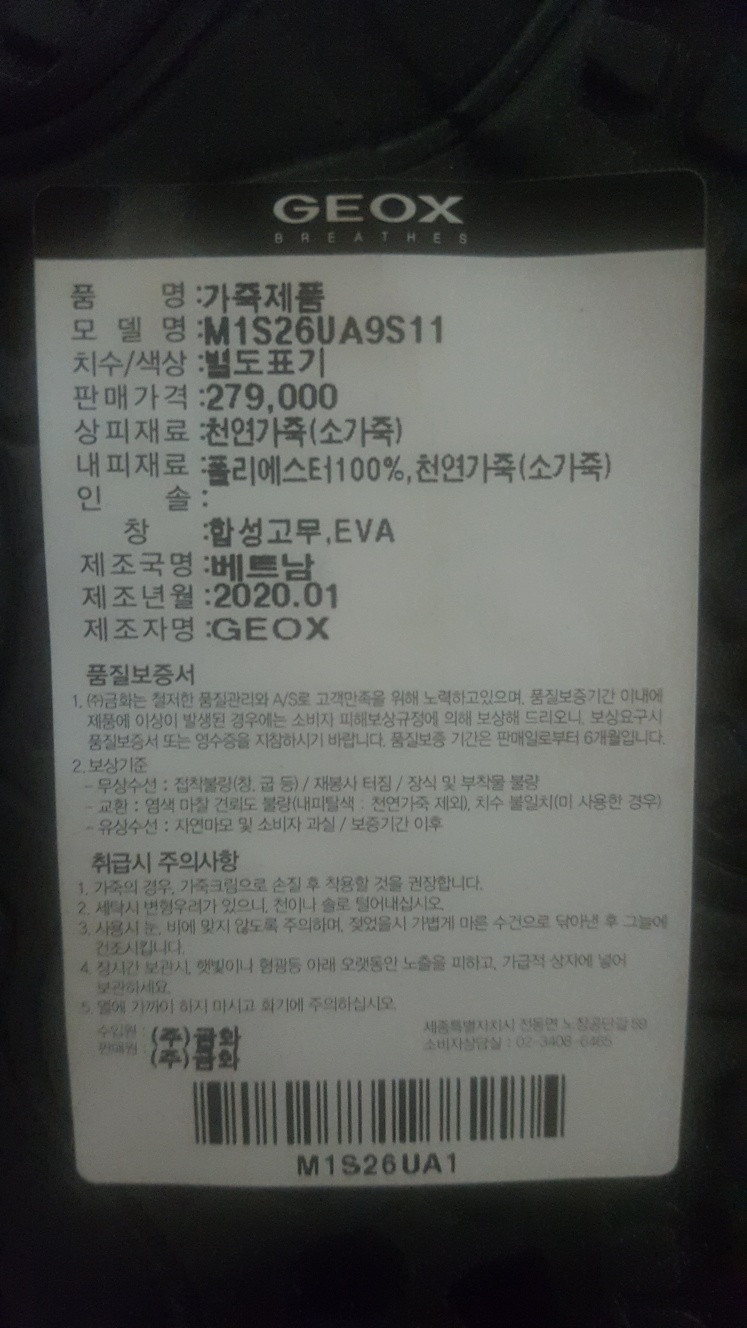 GEOX
BREATHES
품 명 :가죽제품
모 델 명 :M1S26UA9S11
치수/색상 :별도표기
판매가격 :279,000
상피재료 :천연가죽(소가죽)
내피재료 :폴리에스터100%,천연가죽(소가죽)
인 솔 :
창 :합성고무,EVA
제조국명 :베트남
제조년월 :2020.01
제조자명 :GEOX
품질보증서
1. ㈜금화는 철저한 품질관리와 A/S로 고객만족을 위해 노력하고있으며, 품질보증기간 이내에
제품에 이상이 발생된 경우에는 소비자 피해보상규정에 의해 보상해 드리오니, 보상요구시
품질보증서 또는 영수증을 지참하시기 바랍니다. 품질보증 기간은 판매일로부터 6개월입니다.
2. 보상기준
- 무상수선 : 접착불량(창, 굽 등) / 재봉사 터짐 / 장식 및 부착물 불량
- 교환 : 염색 마찰 견뢰도 불량(내피탈색 : 천연가죽 제외), 치수 불일치(미 사용한 경우)
- 유상수선 : 자연마모 및 소비자 과실 / 보증기간 이후
취급시 주의사항
1. 가죽의 경우, 가죽크림으로 손질 후 착용할 것을 권장합니다.
2. 세탁시 변형우려가 있으니, 천이나 솔로 털어내십시오.
3. 사용시 눈, 비에 맞지 않도록 주의하며, 젖었을시 가볍게 마른 수건으로 닦아낸 후 그늘에
건조시킵니다.
4. 장시간 보관시, 햇빛이나 형광등 아래 오랫동안 노출을 피하고, 가급적 상자에 넣어
보관하세요.
5. 열에 가까이 하지 마시고 화기에 주의하십시오.
수입원 : (주)금화
판매원 : (주)금화
세종특별자치시 전동면 노장공단길 59
소비자상담실 : 02-3408-6465
M1S26UA1